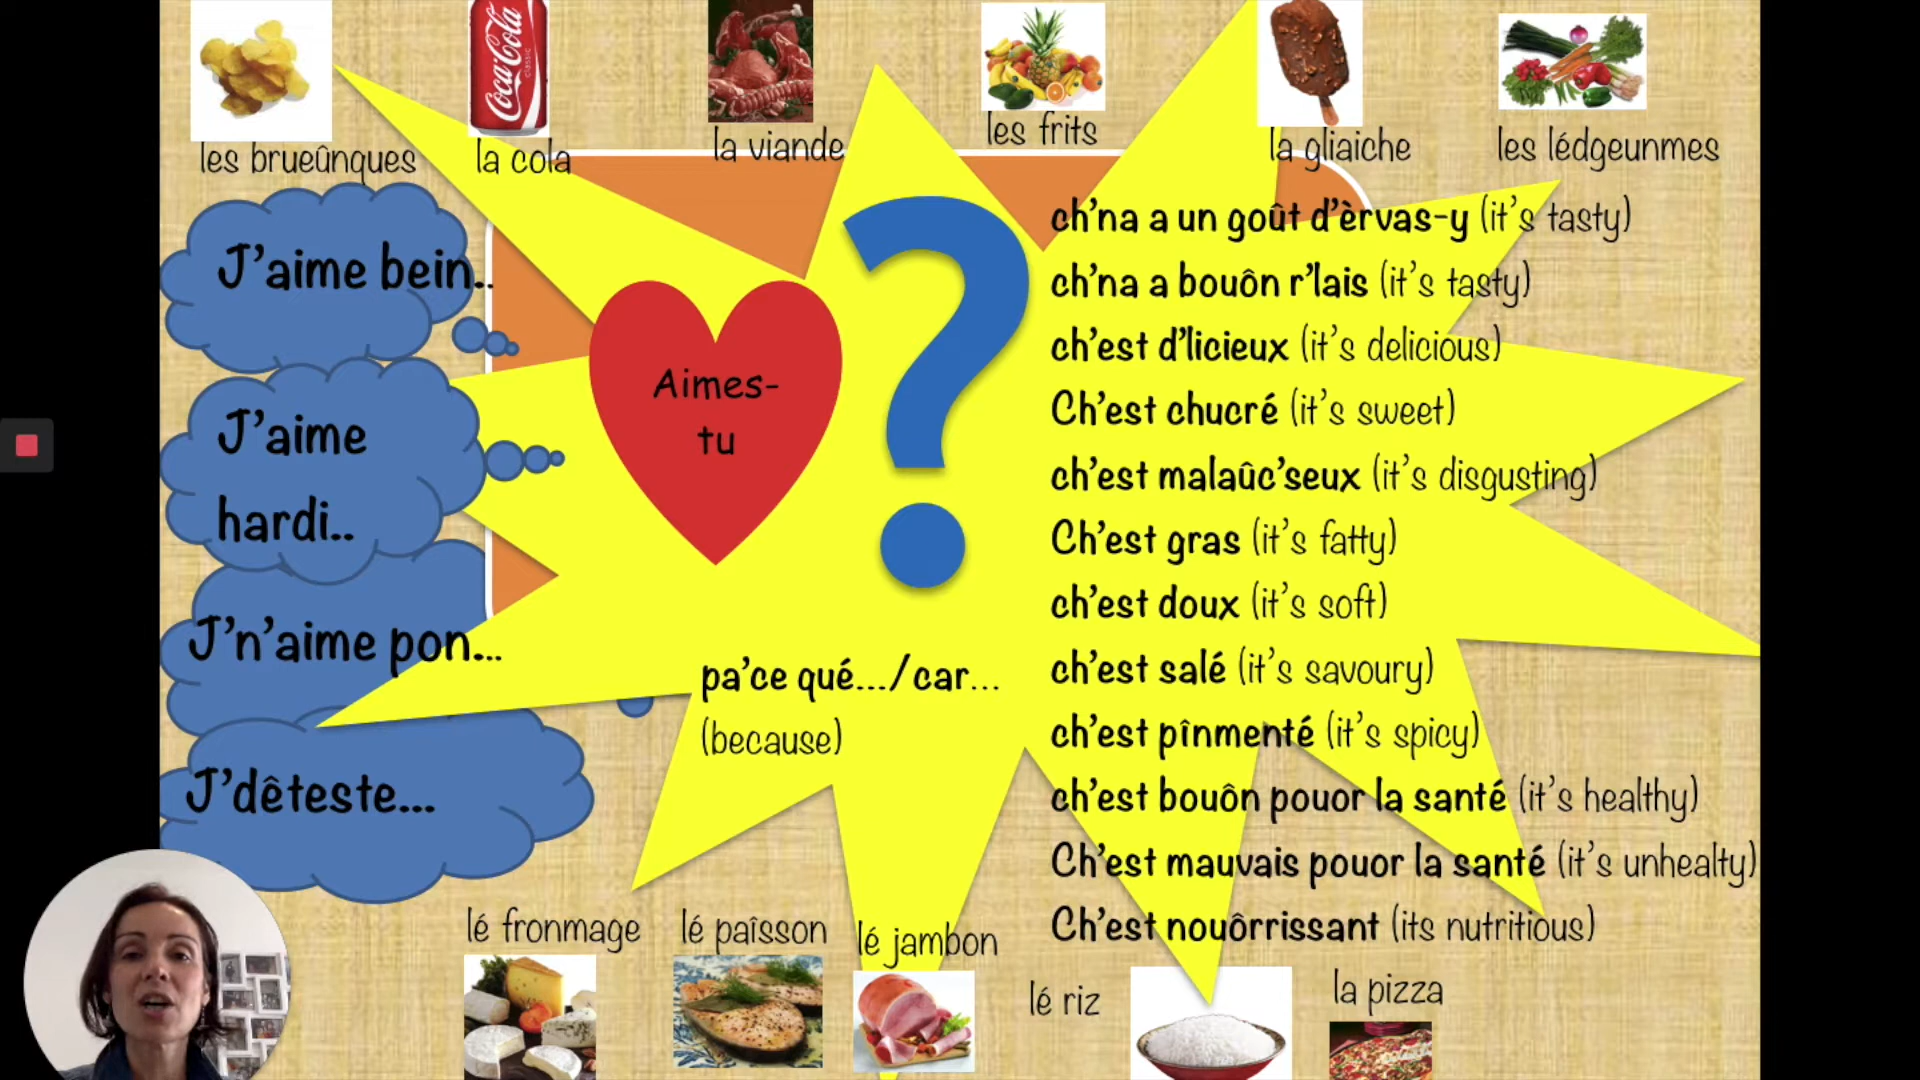 Coca-Cola
classic
les brueûnques
la cola
la viande
les frits
la gliaiche
les lédgeunmes
J'aime bein..
J'aime
hardi..
J'n'aime pon...
J'dêteste...
Aimes-
tu
?
pa'ce qué.../car...
(because)
ch'na a un goût d'èrvas-y (it's tasty)
ch'na a bouôn r'lais (it's tasty)
ch'est d'licieux (it's delicious)
Ch'est chucré (it's sweet)
ch'est malaûc'seux (it's disgusting)
Ch'est gras (it's fatty)
ch'est doux (it's soft)
ch'est salé (it's savoury)
ch'est pînmenté (it's spicy)
ch'est bouôn pouor la santé (it's healthy)
Ch'est mauvais pouor la santé (it's unhealty)
Ch'est nouôrrissant (its nutritious)
lé fronmage
lé paîsson
lé jambon
lé riz
la pizza